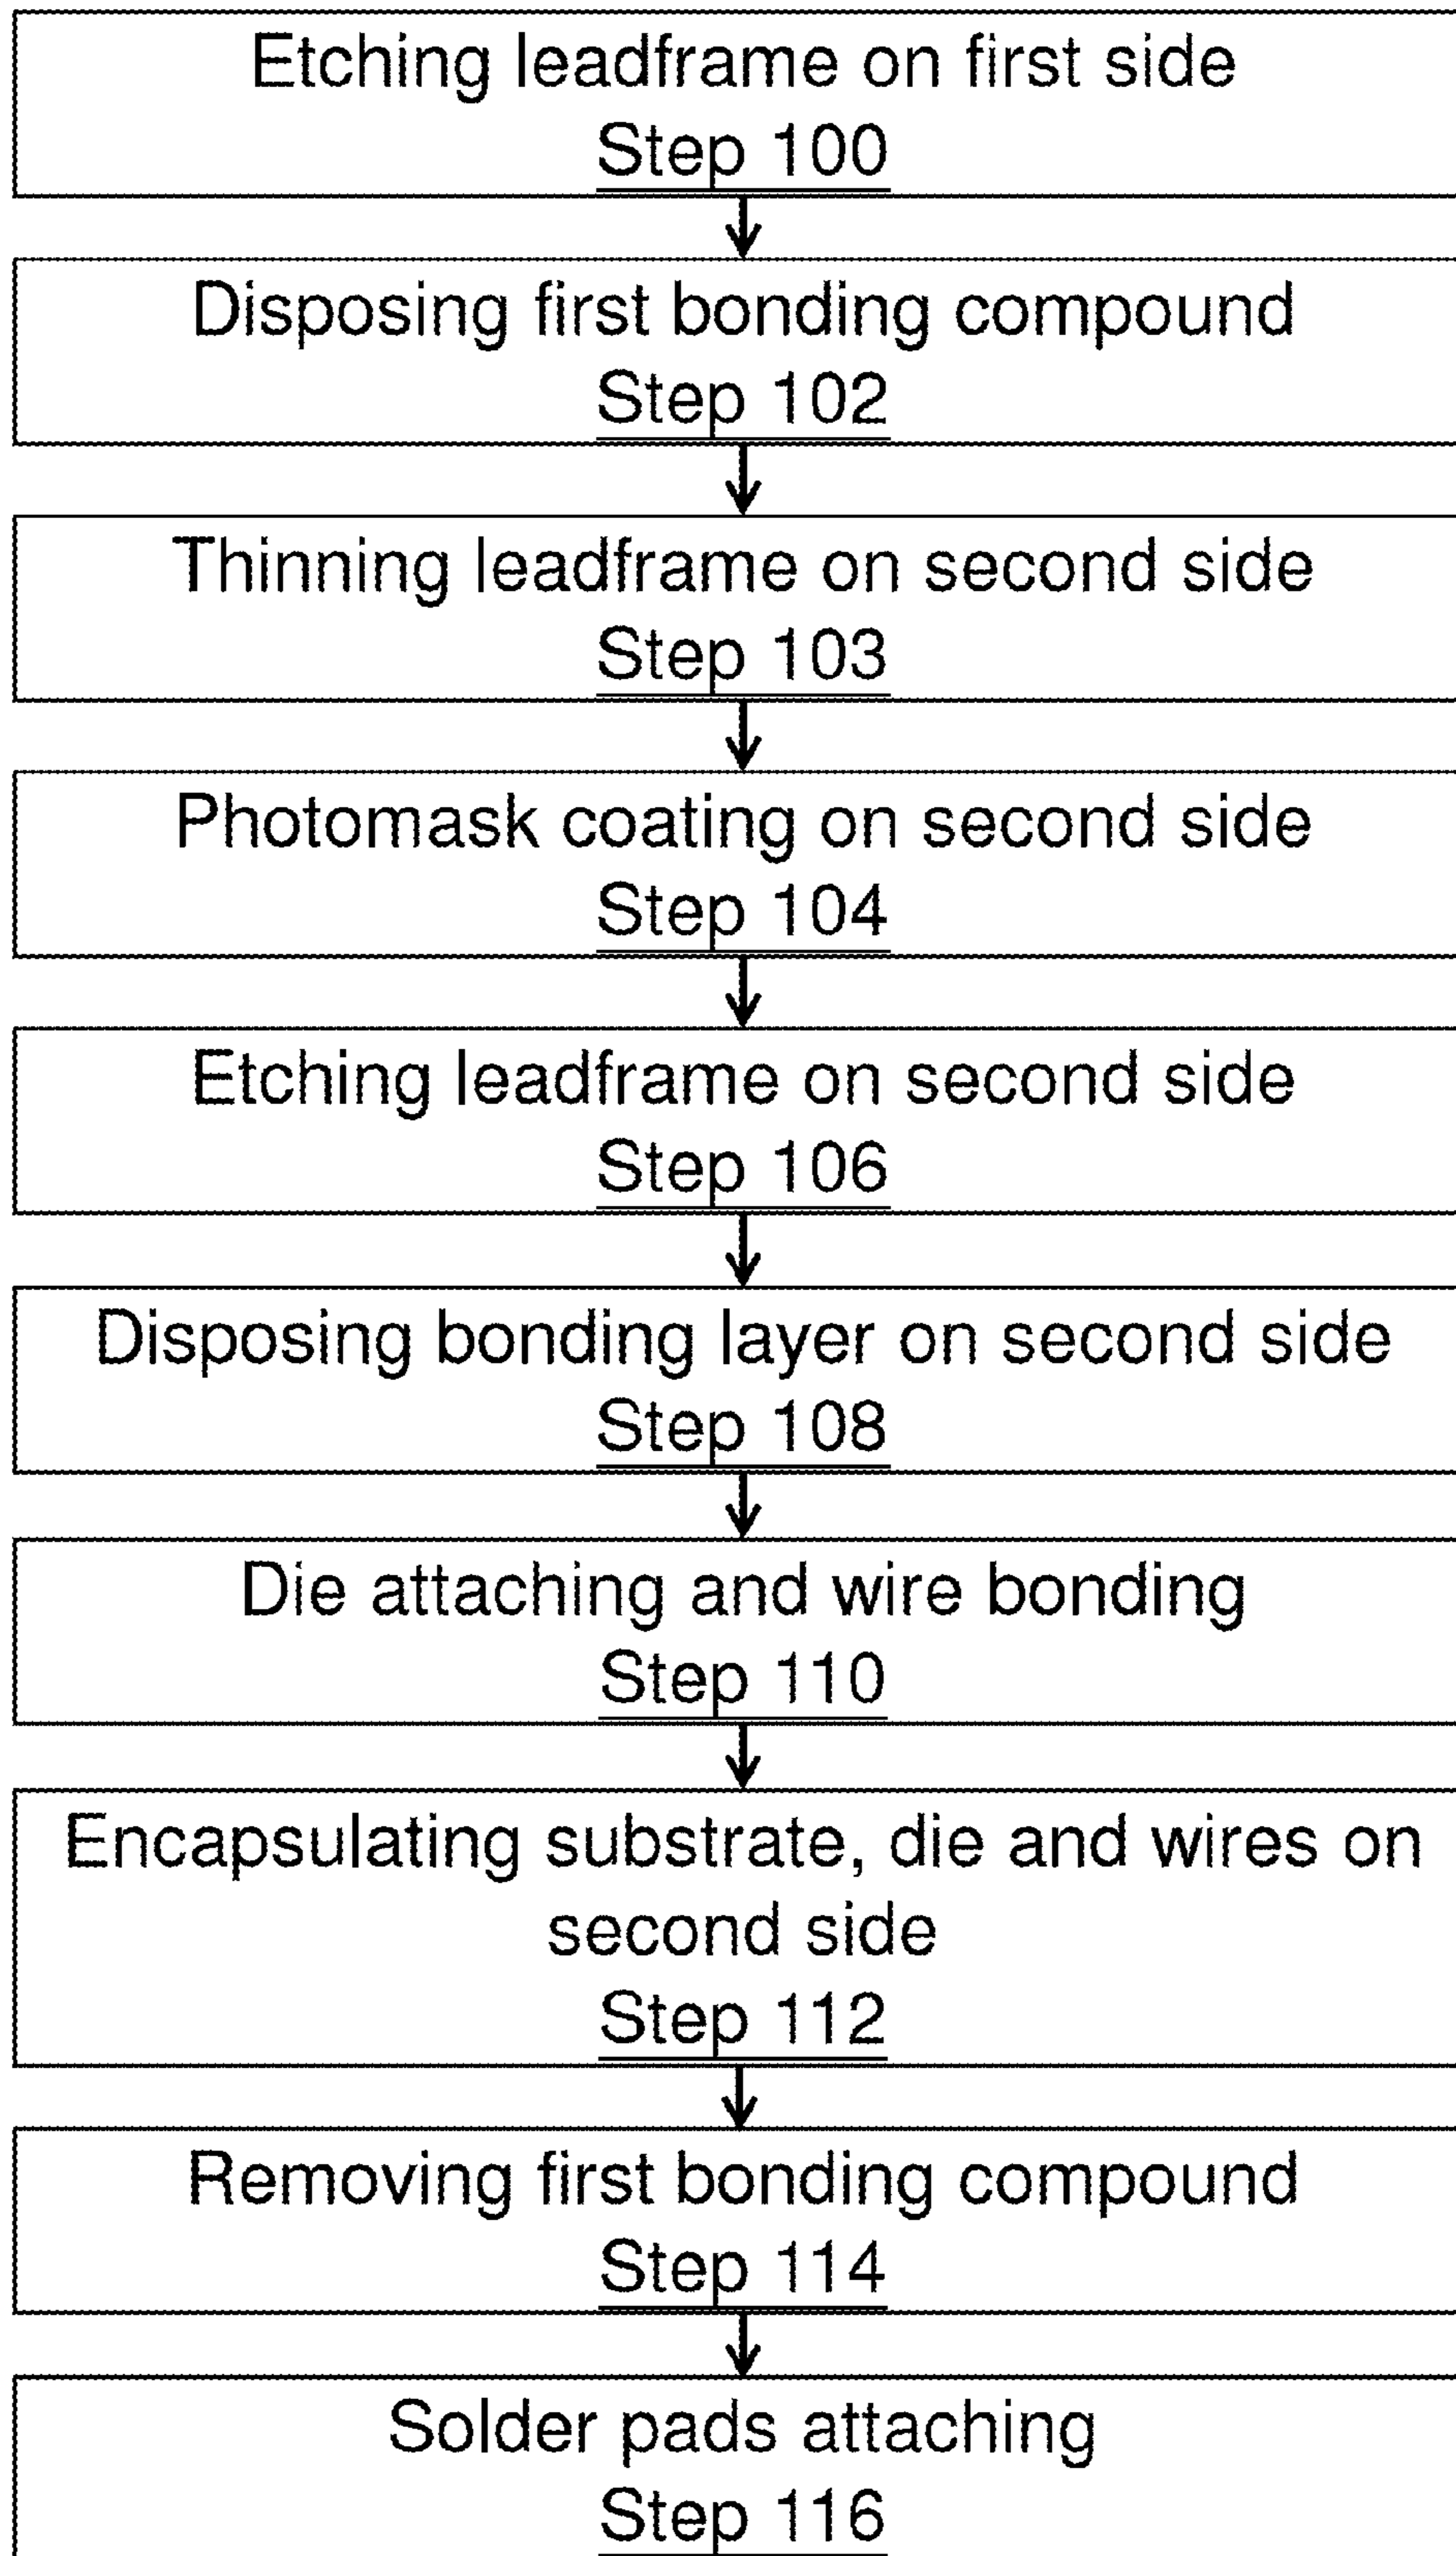 Etching leadframe on first side
Step 100
Disposing first bonding compound
Step 102
Thinning leadframe on second side
Step 103
Photomask coating on second side
Step 104
Etching leadframe on second side
Step 106
Disposing bonding layer on second side
Step 108
Die attaching and wire bonding
Step 110
Encapsulating substrate, die and wires on
second side
Step 112
Removing first bonding compound
Step 114
Solder pads attaching
Step 116